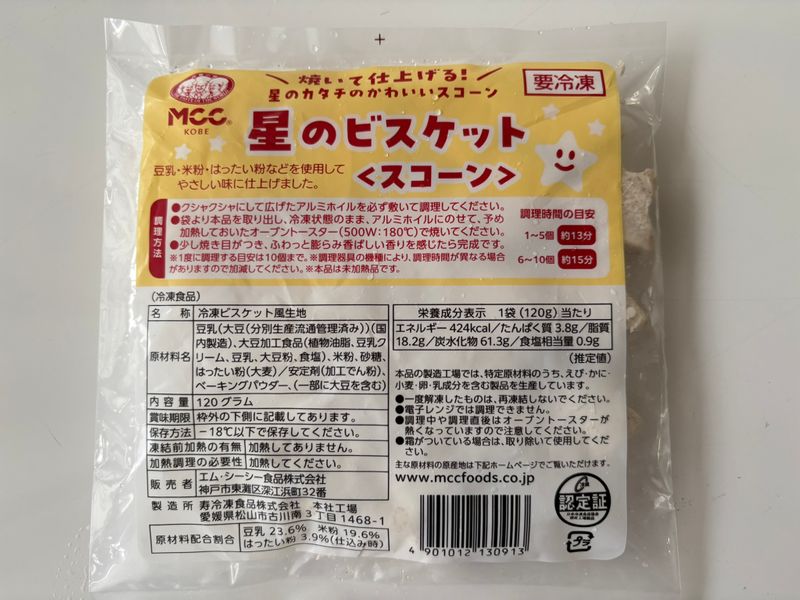 焼いて仕上げる!
星のカタチのかわいいスコーン
要冷凍
MCC®
KOBE
星のビスケット
<スコーン>
豆乳・米粉・はったい粉などを使用して
やさしい味に仕上げました。
調理方法
●クシャクシャにして広げたアルミホイルを必ず敷いて調理してください。
●袋より本品を取り出し、冷凍状態のまま、アルミホイルにのせて、予め
加熱しておいたオーブントースター(500W:180℃)で焼いてください。
●少し焼き目がつき、ふわっと膨らみ香ばしい香りを感じたら完成です。
※1度に調理する目安は10個まで。※調理器具の機種により、調理時間が異なる場合
がありますので加減してください。※本品は未加熱品です。
調理時間の目安
1~5個 約13分
6~10個 約15分
(冷凍食品)
名 称 冷凍ビスケット風生地
原材料名 豆乳(大豆(分別生産流通管理済み))(国
内製造)、大豆加工食品(植物油脂、豆乳ク
リーム、豆乳、大豆粉、食塩)、米粉、砂糖、
はったい粉(大麦)/安定剤(加工でん粉)、
ベーキングパウダー、(一部に大豆を含む)
内 容 量 120グラム
賞味期限 枠外の下側に記載してあります。
保存方法 -18℃以下で保存してください。
凍結前加熱の有無 加熱してありません。
加熱調理の必要性 加熱してください。
販 売 者 エム・シーシー食品株式会社
神戸市東灘区深江浜町32番
製 造 所 寿冷凍食品株式会社 本社工場
愛媛県松山市古川南3丁目1468-1
原材料配合割合 豆乳 23.6% 米粉 19.6%
はったい粉 3.9%(仕込み時)
栄養成分表示 1袋(120g)当たり
エネルギー 424kcal/たんぱく質 3.8g/脂質
18.2g/炭水化物 61.3g/食塩相当量 0.9g
(推定値)
本品の製造工場では、特定原材料のうち、えび・かに・
小麦・卵・乳成分を含む製品を生産しています。
●一度解凍したものは、再凍結しないでください。
●電子レンジでは調理できません。
●調理中や調理直後はオーブントースターが
熱くなっていますので注意してください。
●霜がついている場合は、取り除いて使用してくだ
さい。
主な原材料の原産地は下記ホームページでご覧いただけます。
www.mccfoods.co.jp
4 901012 130913
認定証
プラ